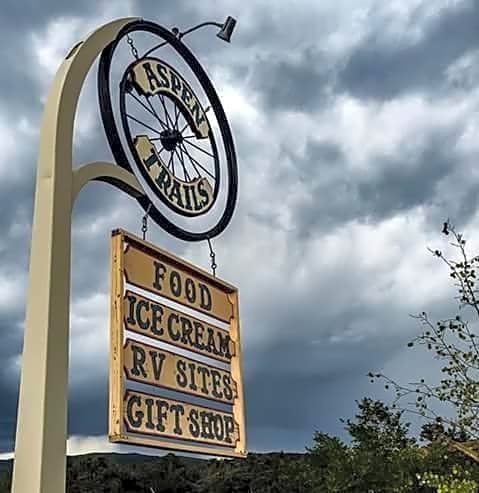 ASPEN
TRAILS
FOOD
ICE CREAM
RV SITES
GIFT SHOP